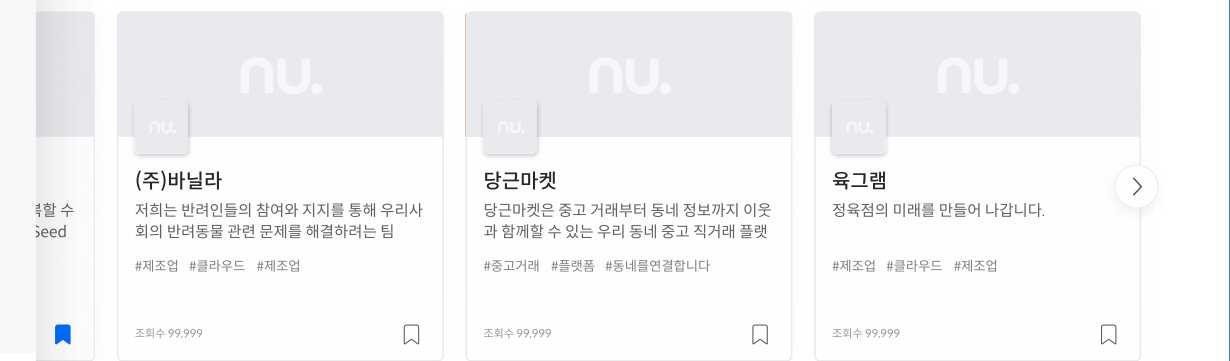 할 수
Seed
nu.
nu.
(주)바닐라
저희는 반려인들의 참여와 지지를 통해 우리사
회의 반려동물 관련 문제를 해결하려는 팀
#제조업 #클라우드 #제조업
조회수 99,999
nu.
nu.
당근마켓
당근마켓은 중고 거래부터 동네 정보까지 이웃
과 함께할 수 있는 우리 동네 중고 직거래 플랫
#중고거래 #플랫폼 #동네를연결합니다
조회수 99,999
nu.
nu.
육그램
정육점의 미래를 만들어 나갑니다.
#제조업 #클라우드 #제조업
조회수 99,999